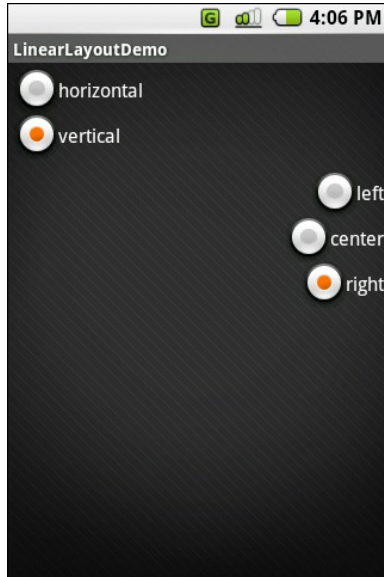 G 4:06 PM
LinearLayoutDemo
horizontal
vertical
left
center
right